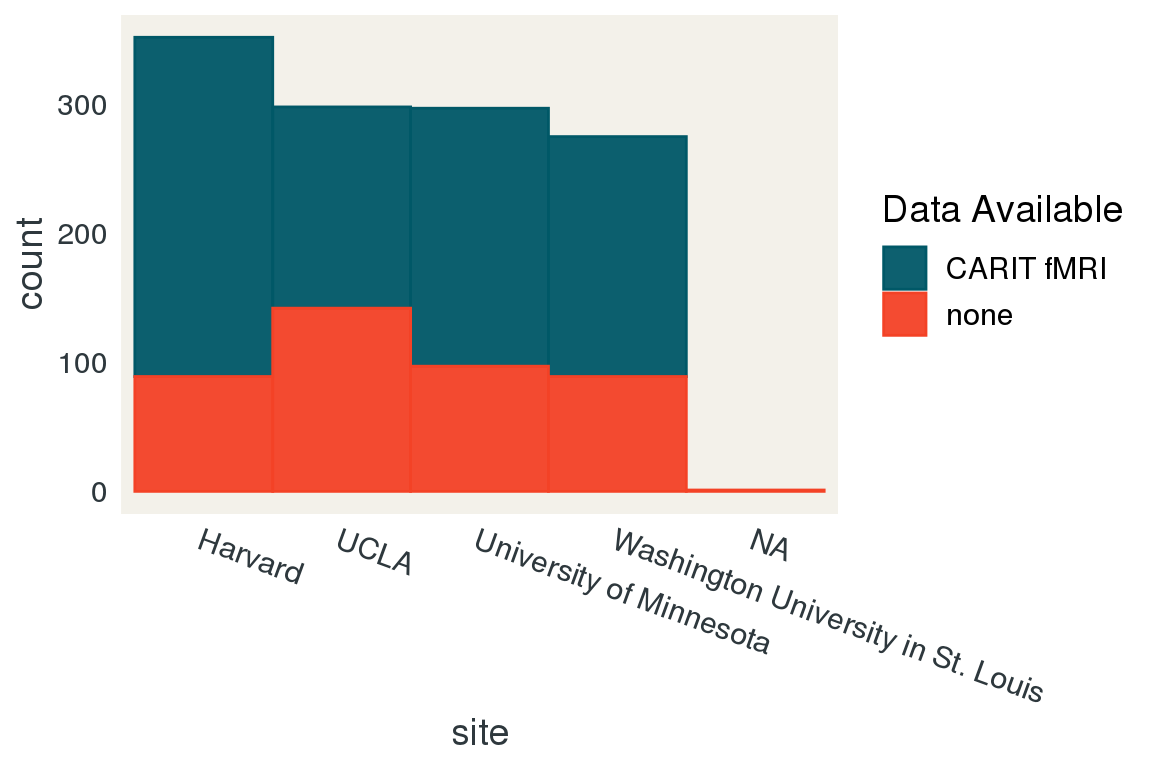 count
300
200
100
0
Harvard
UCLA
University of Minnesota
Washington University in St. Louis
NA
site
Data Available
CARIT fMRI
none